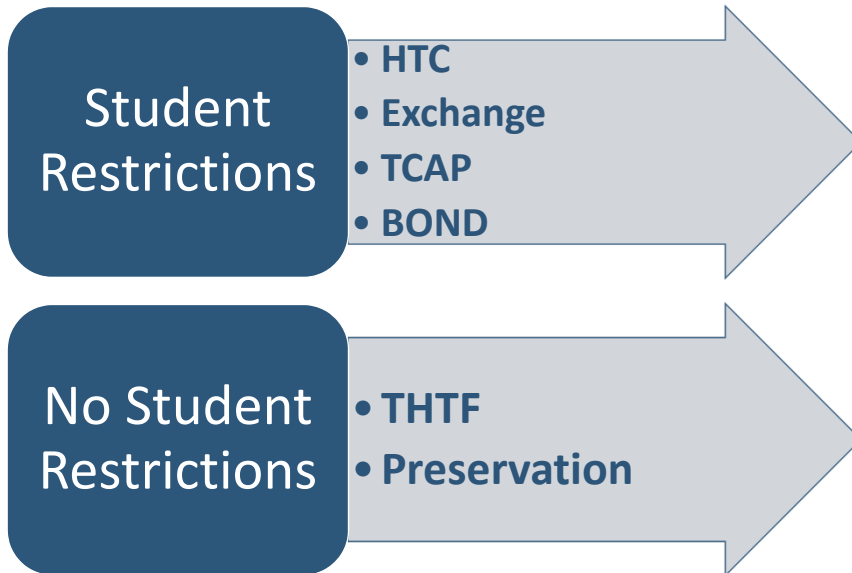 Student
Restrictions
• HTC
• Exchange
• TCAP
• BOND
No Student
Restrictions
• THTF
• Preservation